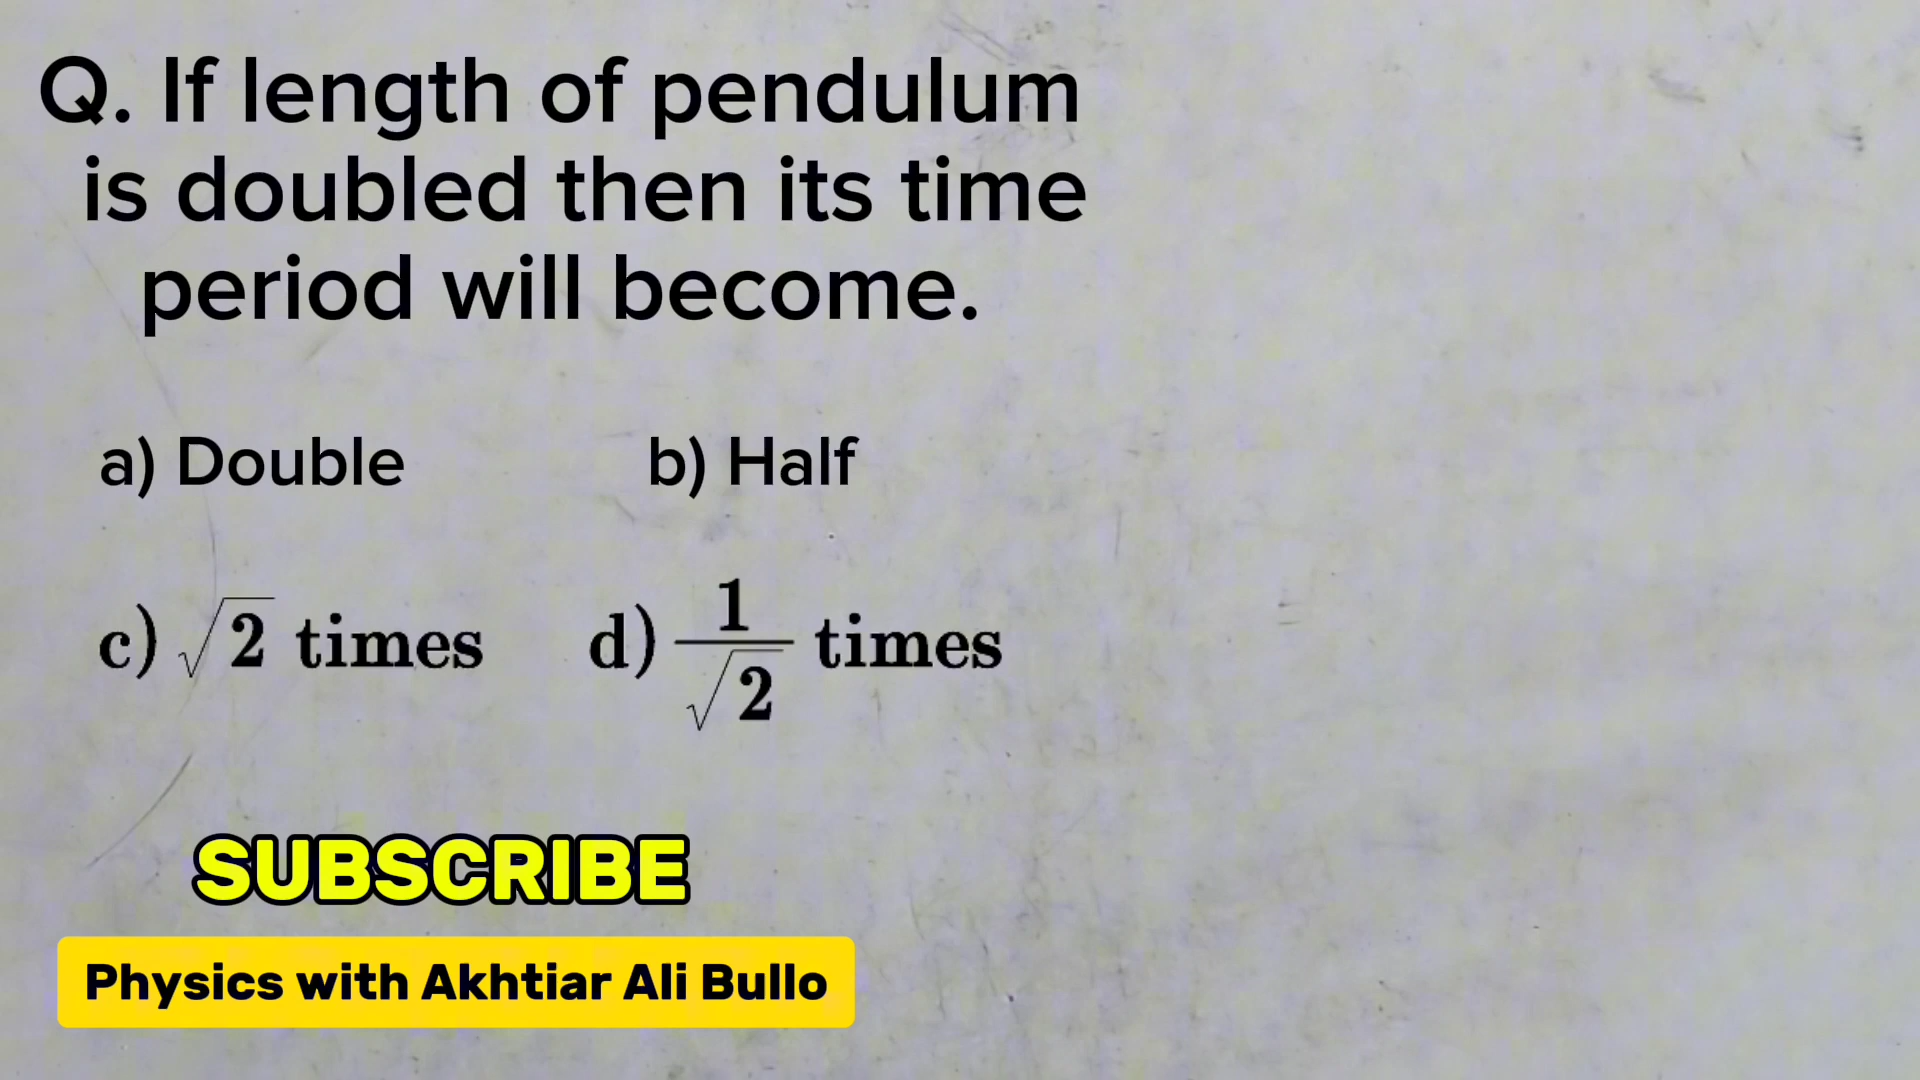 Q. If length of pendulum
is doubled then its time
period will become.
a) Double b) Half
c) √2 times d) 1/√2 times
SUBSCRIBE
Physics with Akhtiar Ali Bullo